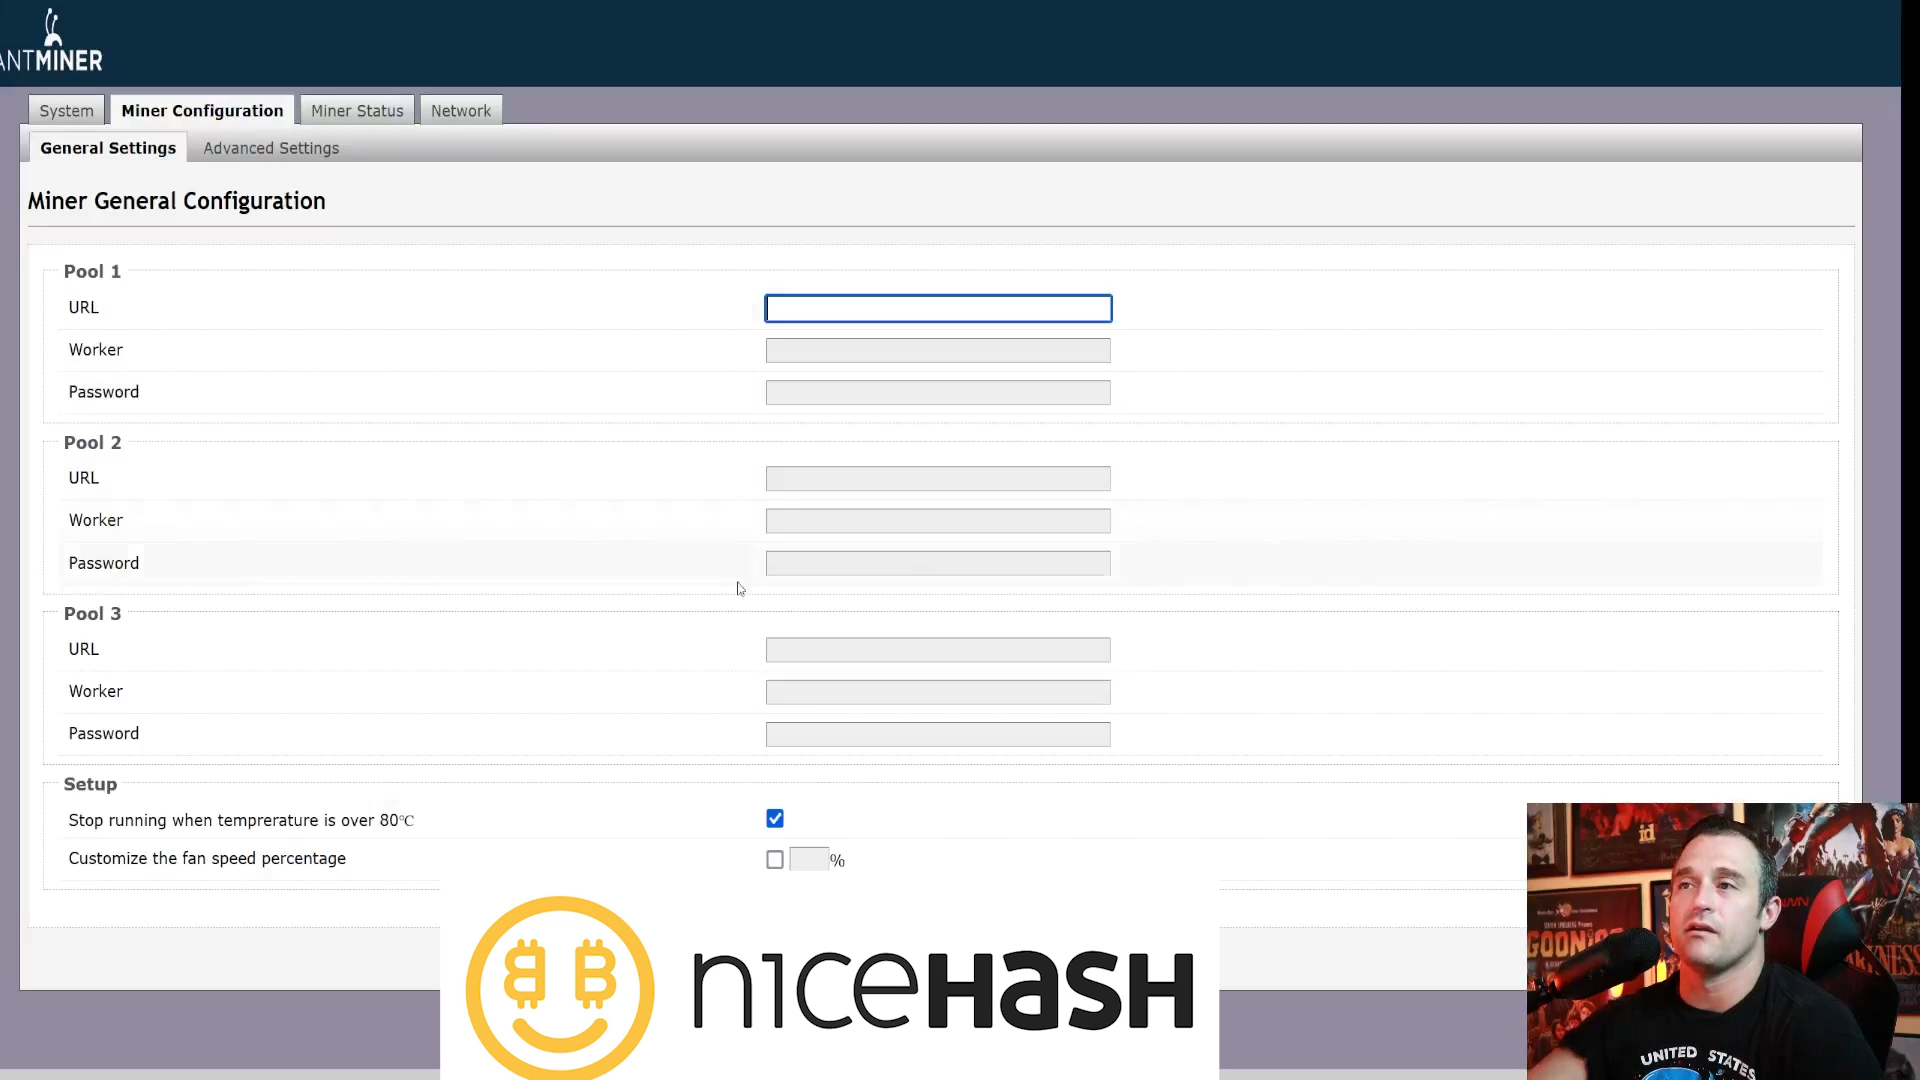 ANTMINER
System Miner Configuration Miner Status Network
General Settings Advanced Settings
Miner General Configuration
Pool 1
URL
Worker
Password
Pool 2
URL
Worker
Password
Pool 3
URL
Worker
Password
Setup
Stop running when temprerature is over 80℃
Customize the fan speed percentage %
nicehash
id
GOONIES
UNITED STATES